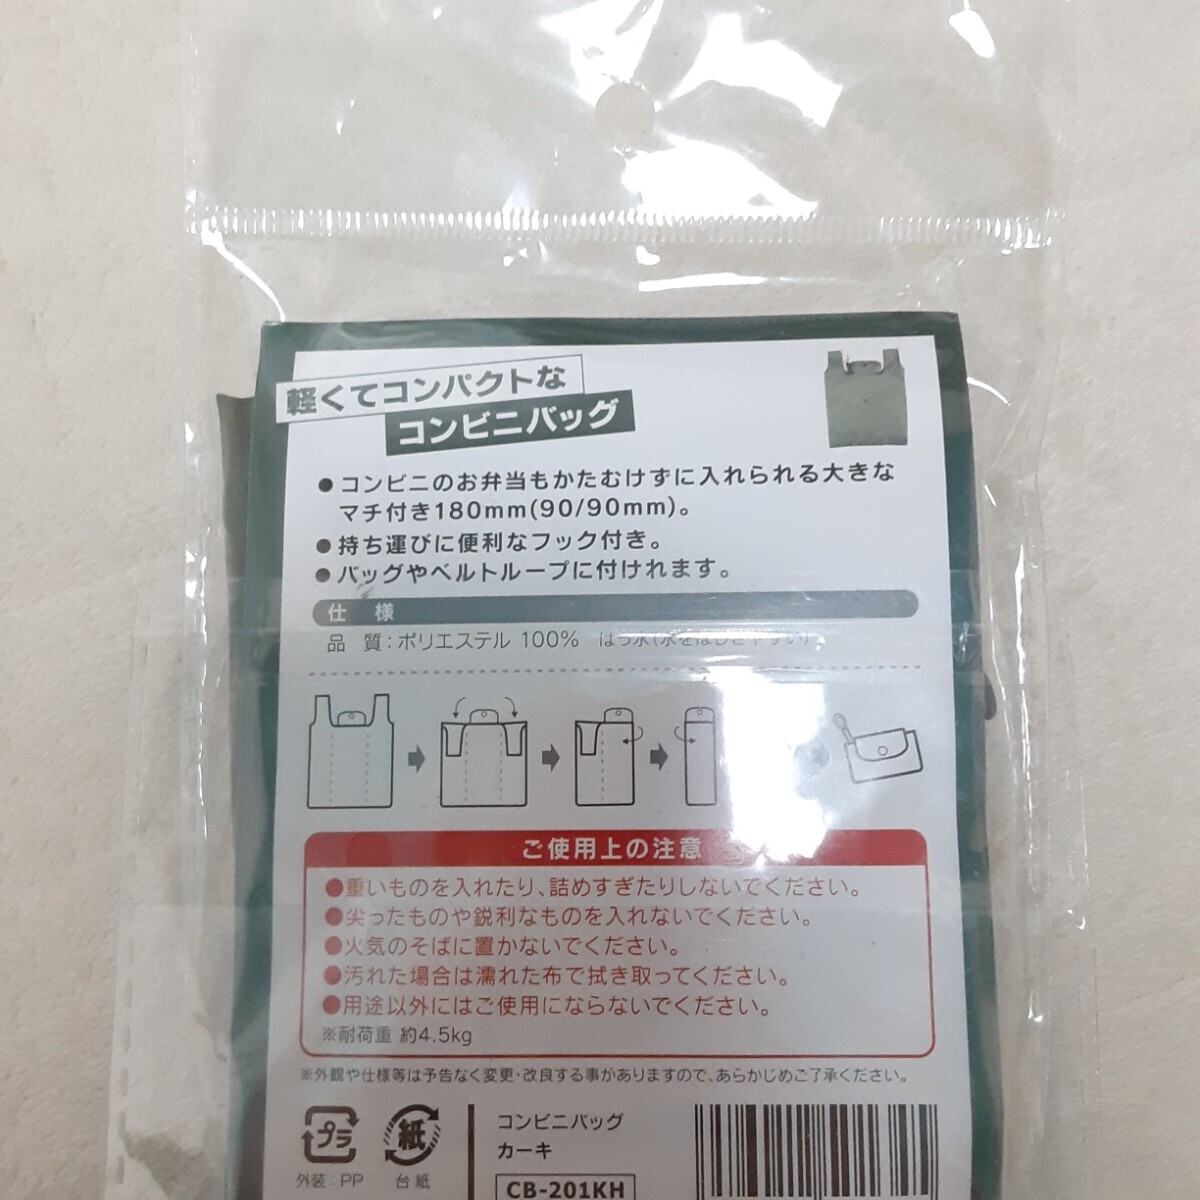 軽くてコンパクトな
コンビニバッグ
●コンビニのお弁当もかたむけずに入れられる大きな
マチ付き180mm(90/90mm)。
●持ち運びに便利なフック付き。
●バッグやベルトループに付けれます。
仕 様
品 質:ポリエステル 100% はっ水(水をはじきやすい)
ご使用上の注意
●重いものを入れたり、詰めすぎたりしないでください。
●尖ったものや鋭利なものを入れないでください。
●火気のそばに置かないでください。
●汚れた場合は濡れた布で拭き取ってください。
●用途以外にはご使用にならないでください。
※耐荷重 約4.5kg
※外観や仕様等は予告なく変更・改良する事がありますので、あらかじめご了承ください。
プラ
外装:PP
紙
台紙
コンビニバッグ
カーキ
CB-201KH